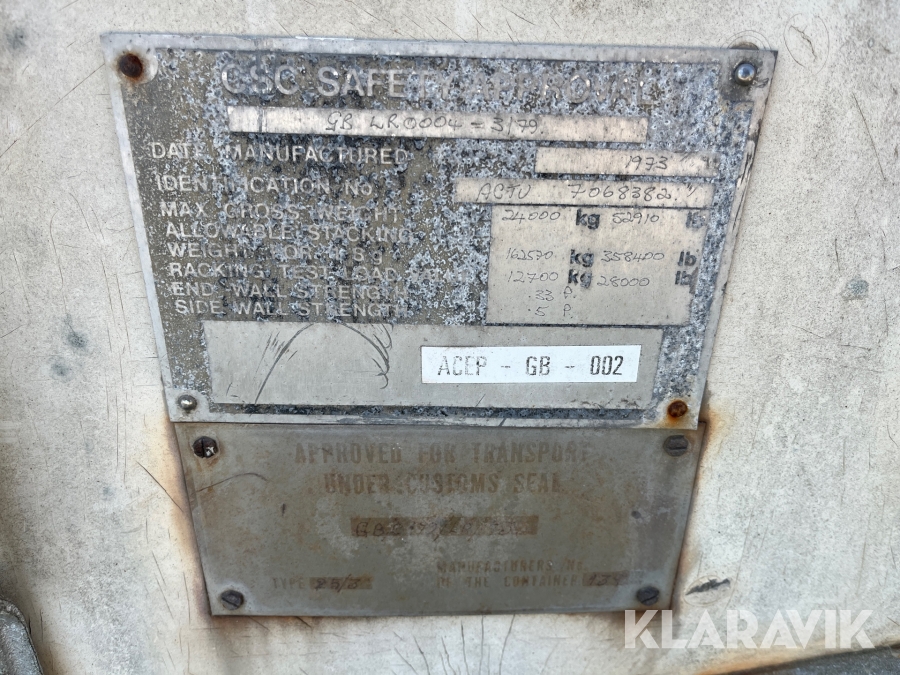 CSC SAFETY APPROVAL
GB LR0004-3/79.
DATE MANUFACTURED 1973
IDENTIFICATION No. ACTU 7068382
MAX. GROSS WEIGHT 24000 kg 52910 lb
ALLOWABLE STACKING
WEIGHT FOR 1.8g 162570 kg 358400 lb
RACKING TEST LOAD 12700 kg 28000 lb
END WALL STRENGTH .33 P.
SIDE WALL STRENGTH .5 P.
ACEP - GB - 002
APPROVED FOR TRANSPORT
UNDER CUSTOMS SEAL
GB
MANUFACTURERS No.
TYPE OF THE CONTAINER
KLARAVIK